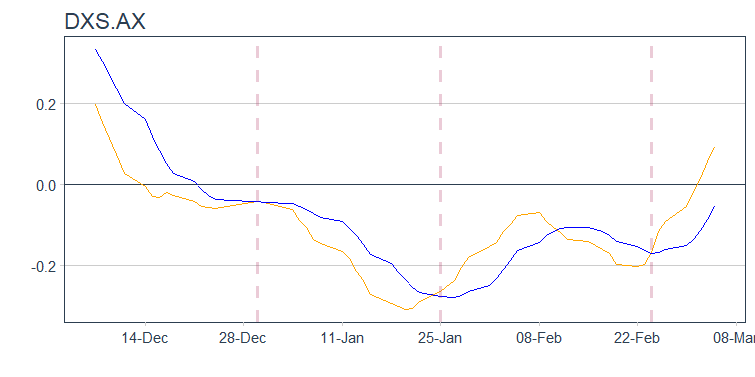 DXS.AX
0.2
0.0
-0.2
14-Dec
28-Dec
11-Jan
25-Jan
08-Feb
22-Feb
08-Mar